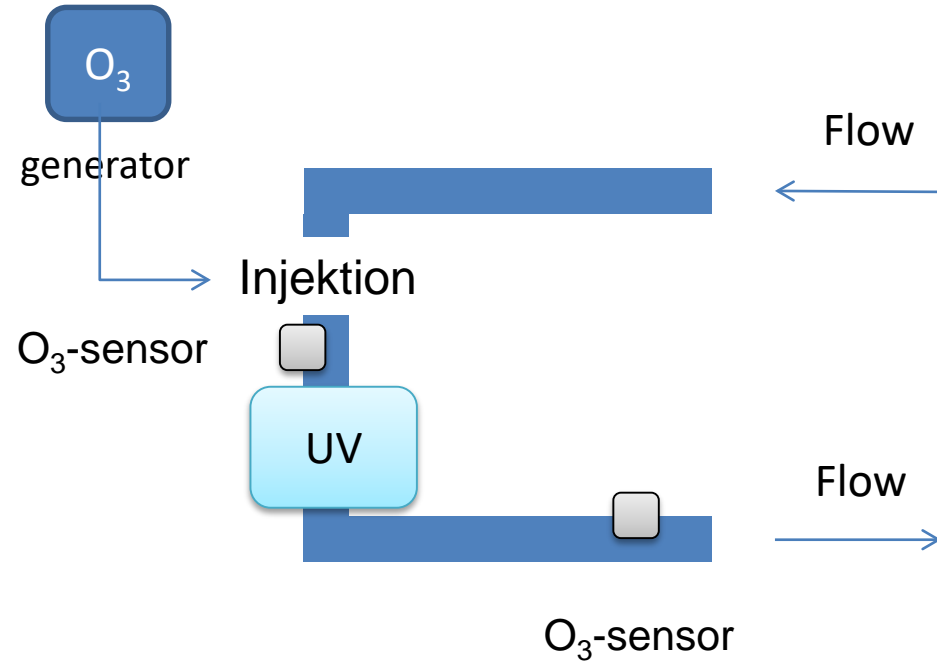 O₃
generator
Flow
Injektion
O₃-sensor
UV
Flow
O₃-sensor